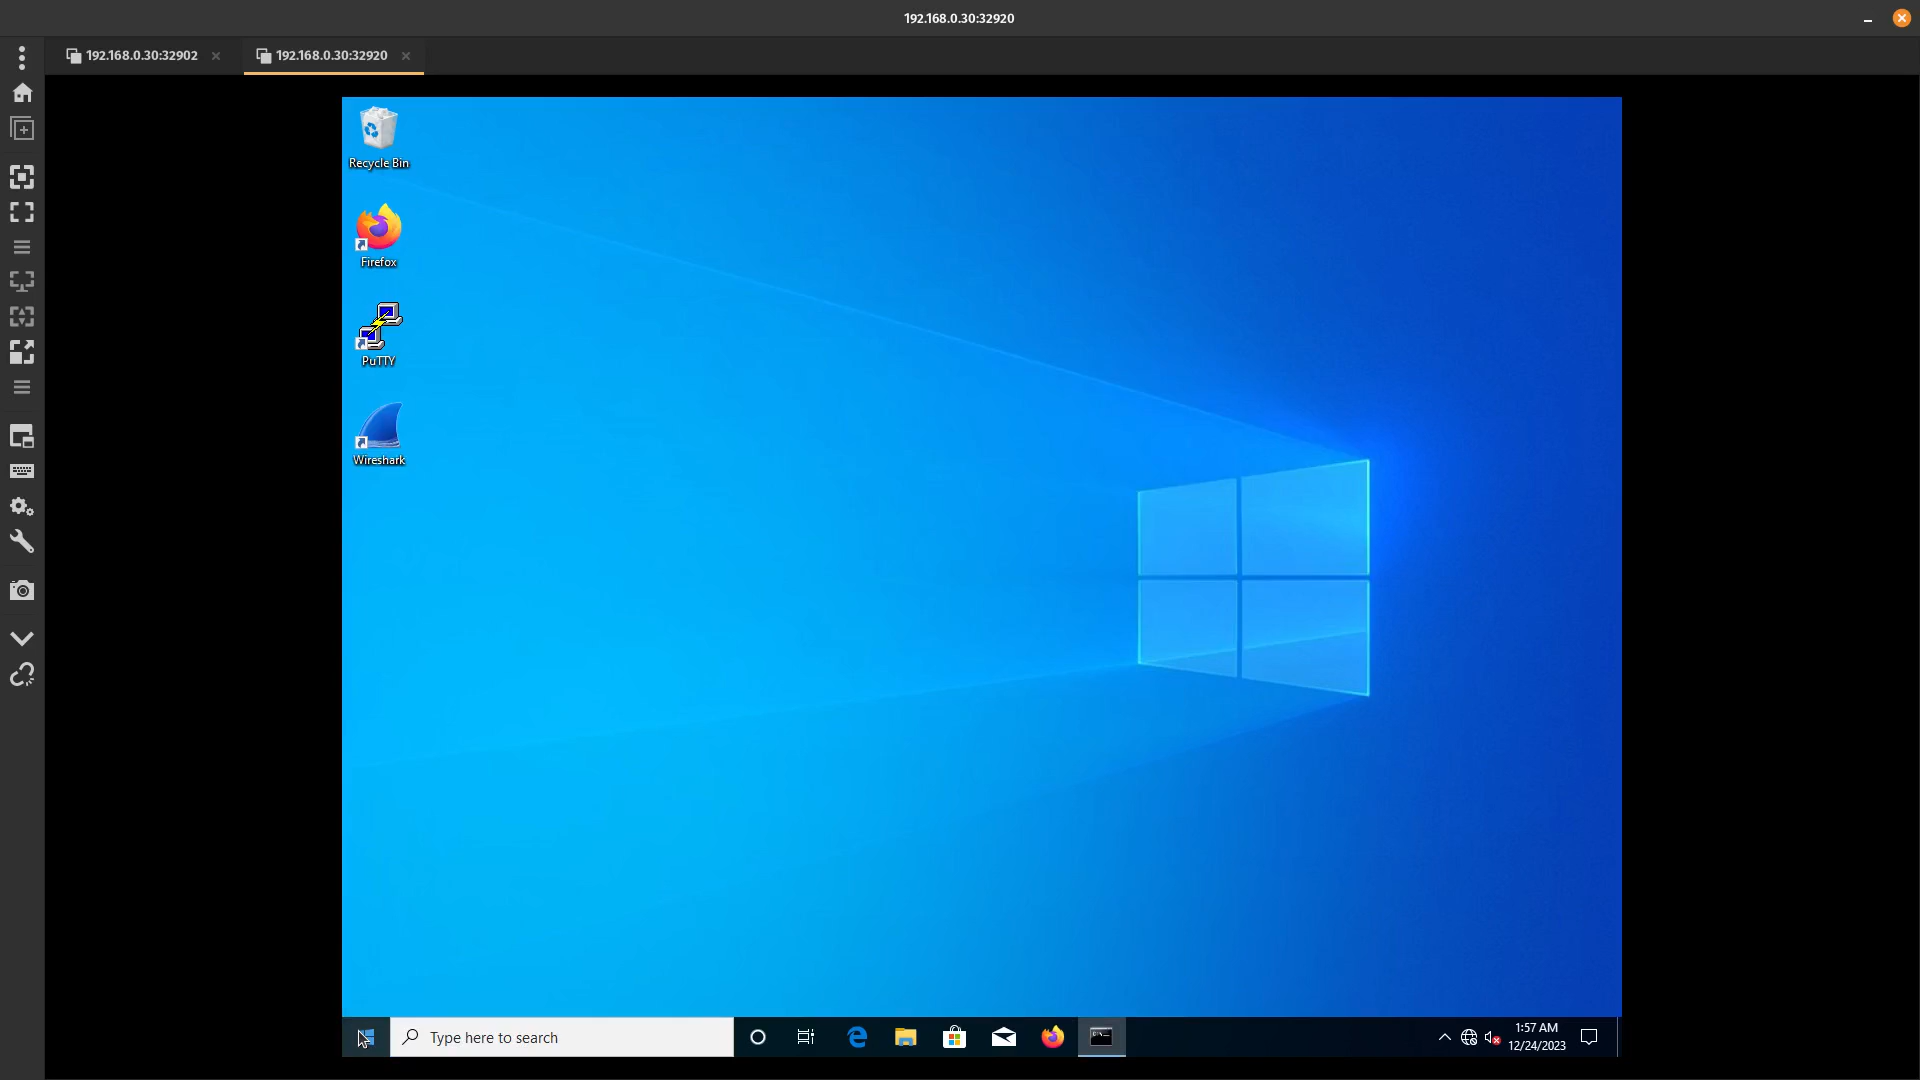 192.168.0.30:32920
192.168.0.30:32902
192.168.0.30:32920
Recycle Bin
Firefox
PuTTY
Wireshark
Type here to search
1:57 AM
12/24/2023